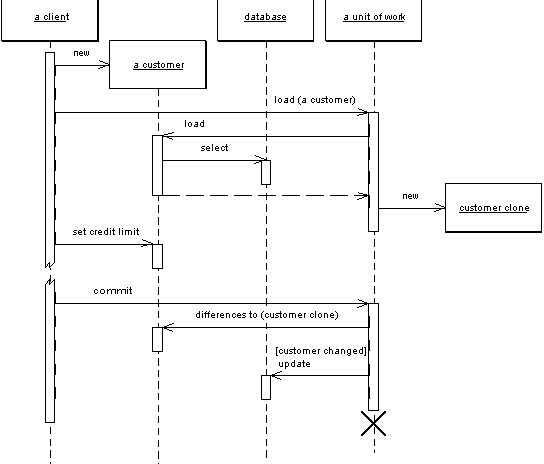 a client
database
a unit of work
new
a customer
load (a customer)
load
select
new
customer clone
set credit limit
commit
differences to (customer clone)
[customer changed]
update